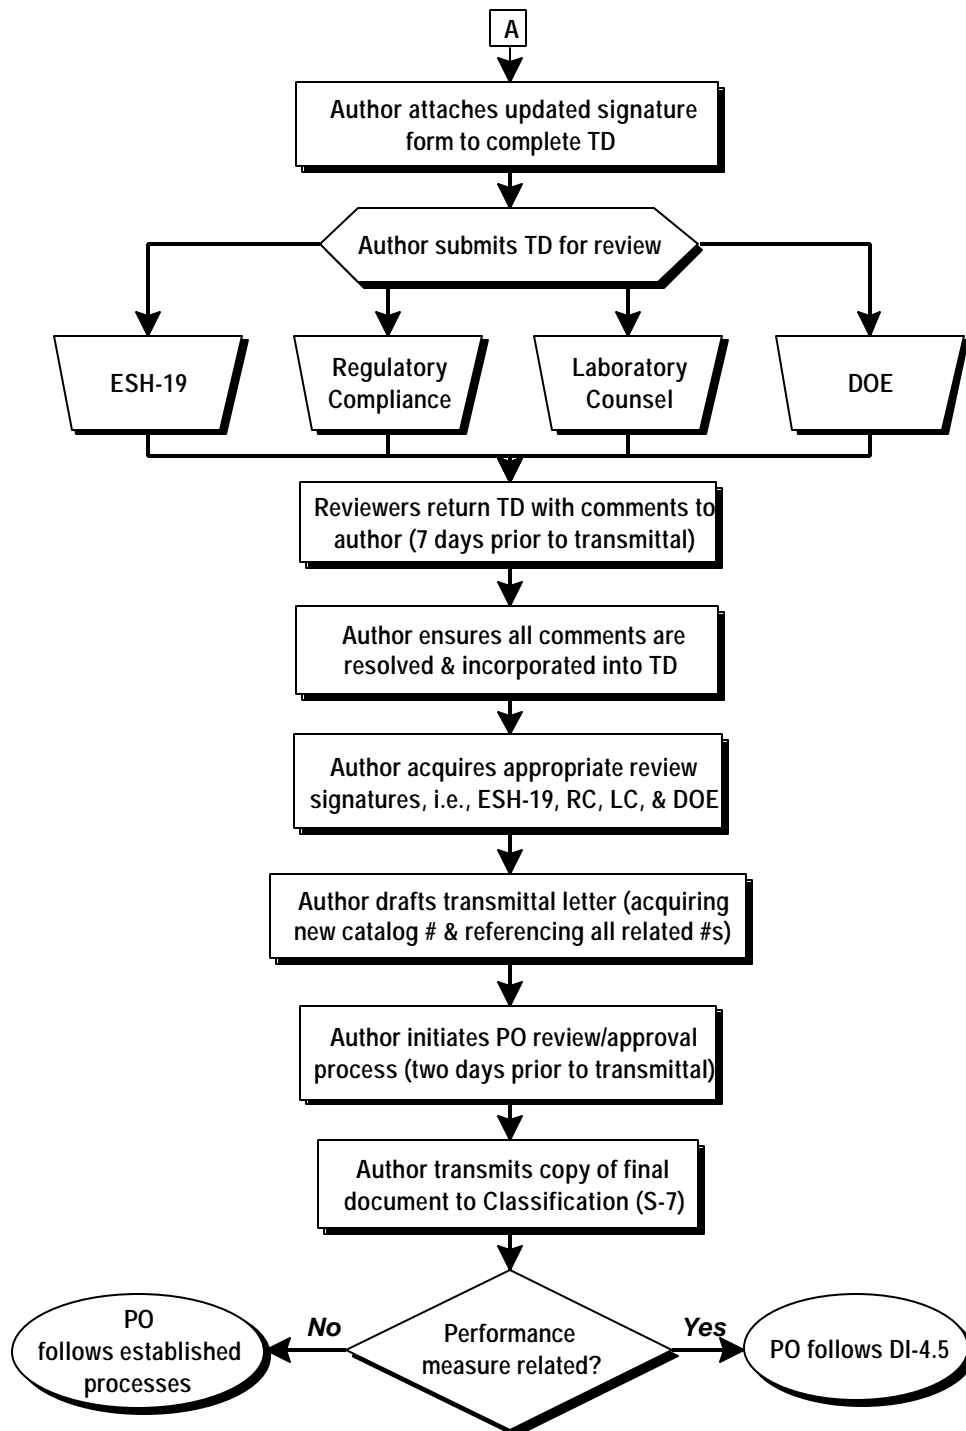 A
Author attaches updated signature
form to complete TD
Author submits TD for review
ESH-19
Regulatory
Compliance
Laboratory
Counsel
DOE
Reviewers return TD with comments to
author (7 days prior to transmittal)
Author ensures all comments are
resolved & incorporated into TD
Author acquires appropriate review
signatures, i.e., ESH-19, RC, LC, & DOE
Author drafts transmittal letter (acquiring
new catalog # & referencing all related #s)
Author initiates PO review/approval
process (two days prior to transmittal)
Author transmits copy of final
document to Classification (S-7)
PO
follows established
processes
No
Performance
measure related?
Yes
PO follows DI-4.5